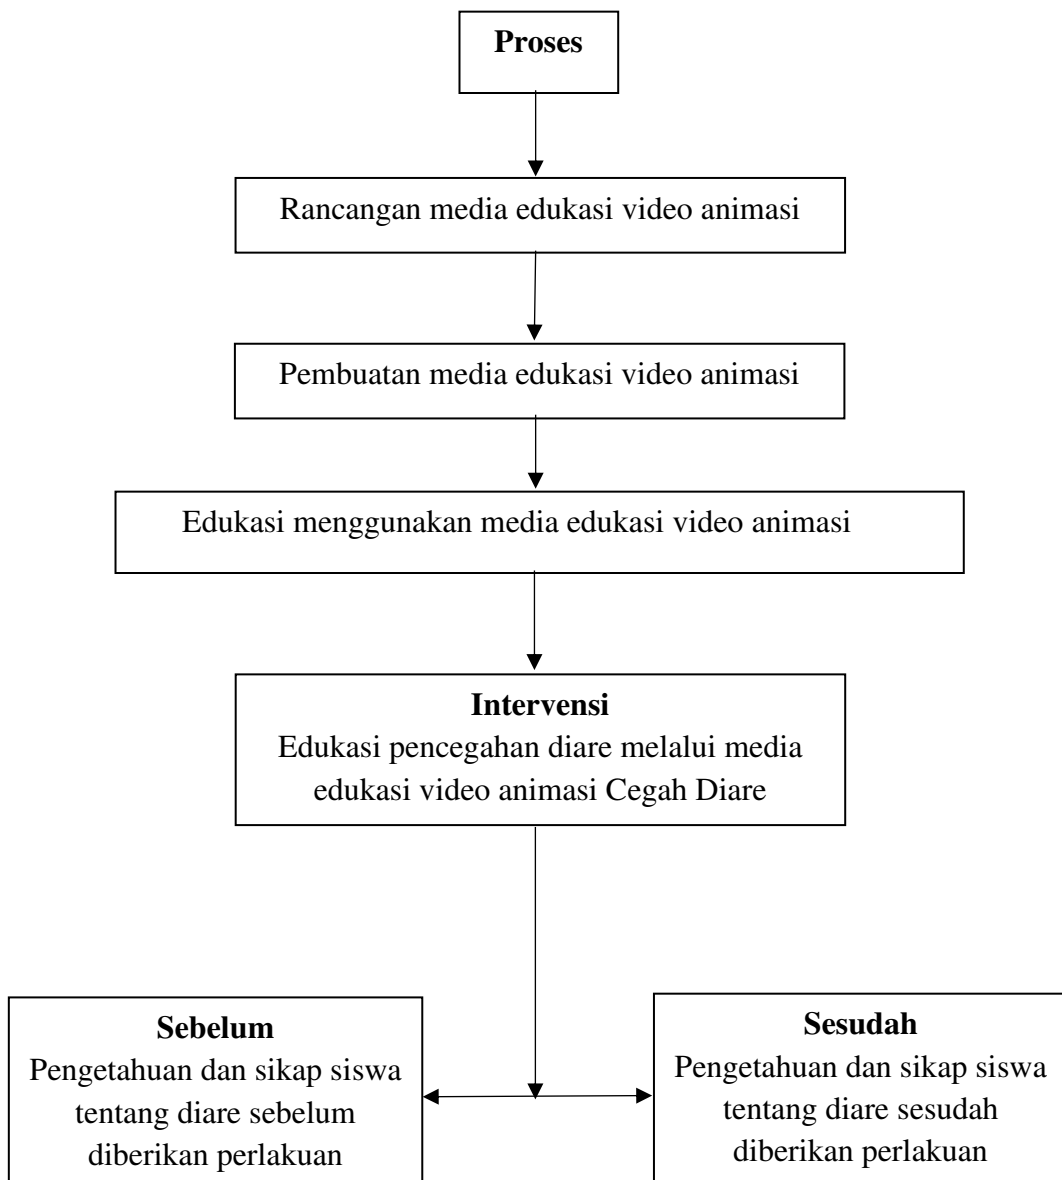 Proses
Rancangan media edukasi video animasi
Pembuatan media edukasi video animasi
Edukasi menggunakan media edukasi video animasi
Intervensi
Edukasi pencegahan diare melalui media
edukasi video animasi Cegah Diare
Sebelum
Pengetahuan dan sikap siswa
tentang diare sebelum
diberikan perlakuan
Sesudah
Pengetahuan dan sikap siswa
tentang diare sesudah
diberikan perlakuan